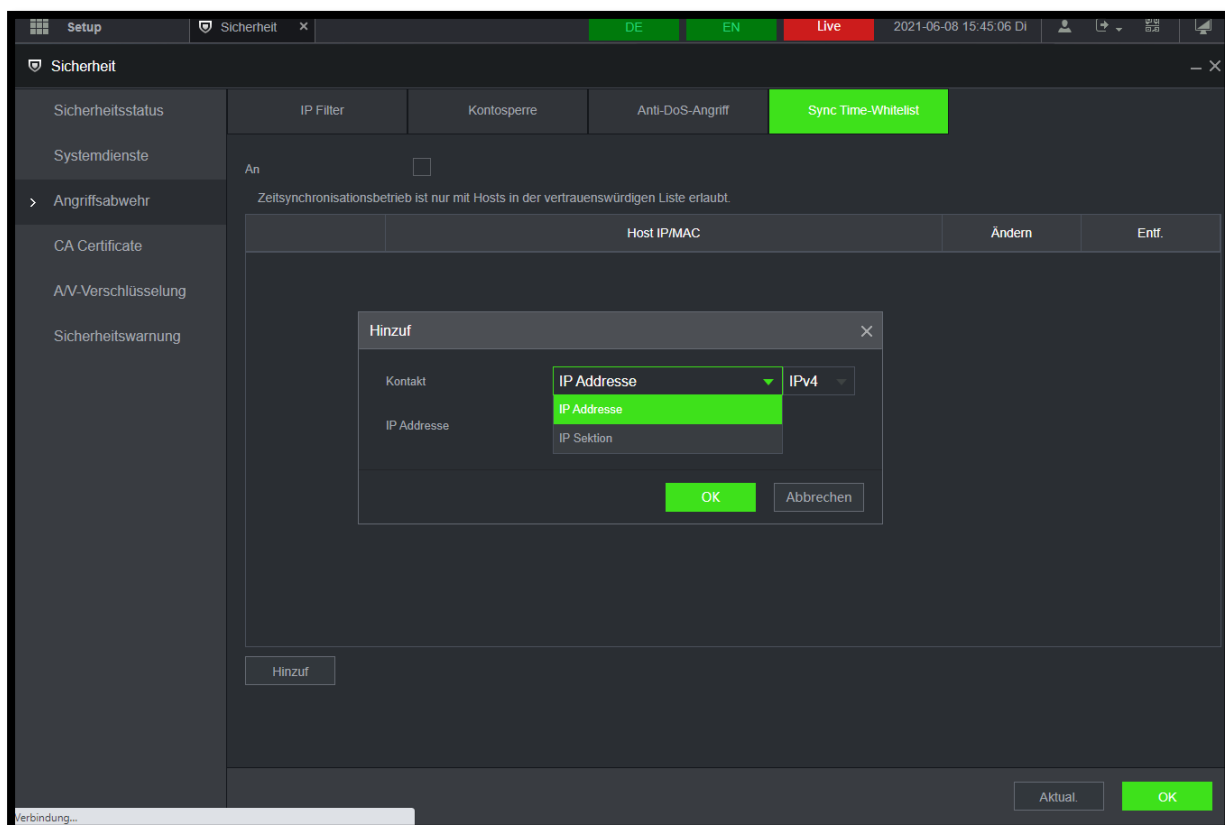 Setup
Sicherheit ×
DE
EN
Live
2021-06-08 15:45:06 Di
Sicherheit
Sicherheitsstatus
Systemdienste
Angriffsabwehr
CA Certificate
A/V-Verschlüsselung
Sicherheitswarnung
IP Filter
Kontosperre
Anti-DoS-Angriff
Sync Time-Whitelist
An
Zeitsynchronisationsbetrieb ist nur mit Hosts in der vertrauenswürdigen Liste erlaubt.
Host IP/MAC
Ändern
Entf.
Hinzuf
Kontakt
IP Addresse
IPv4
IP Addresse
IP Addresse
IP Sektion
OK
Abbrechen
Hinzuf
Aktual.
OK
Verbindung...